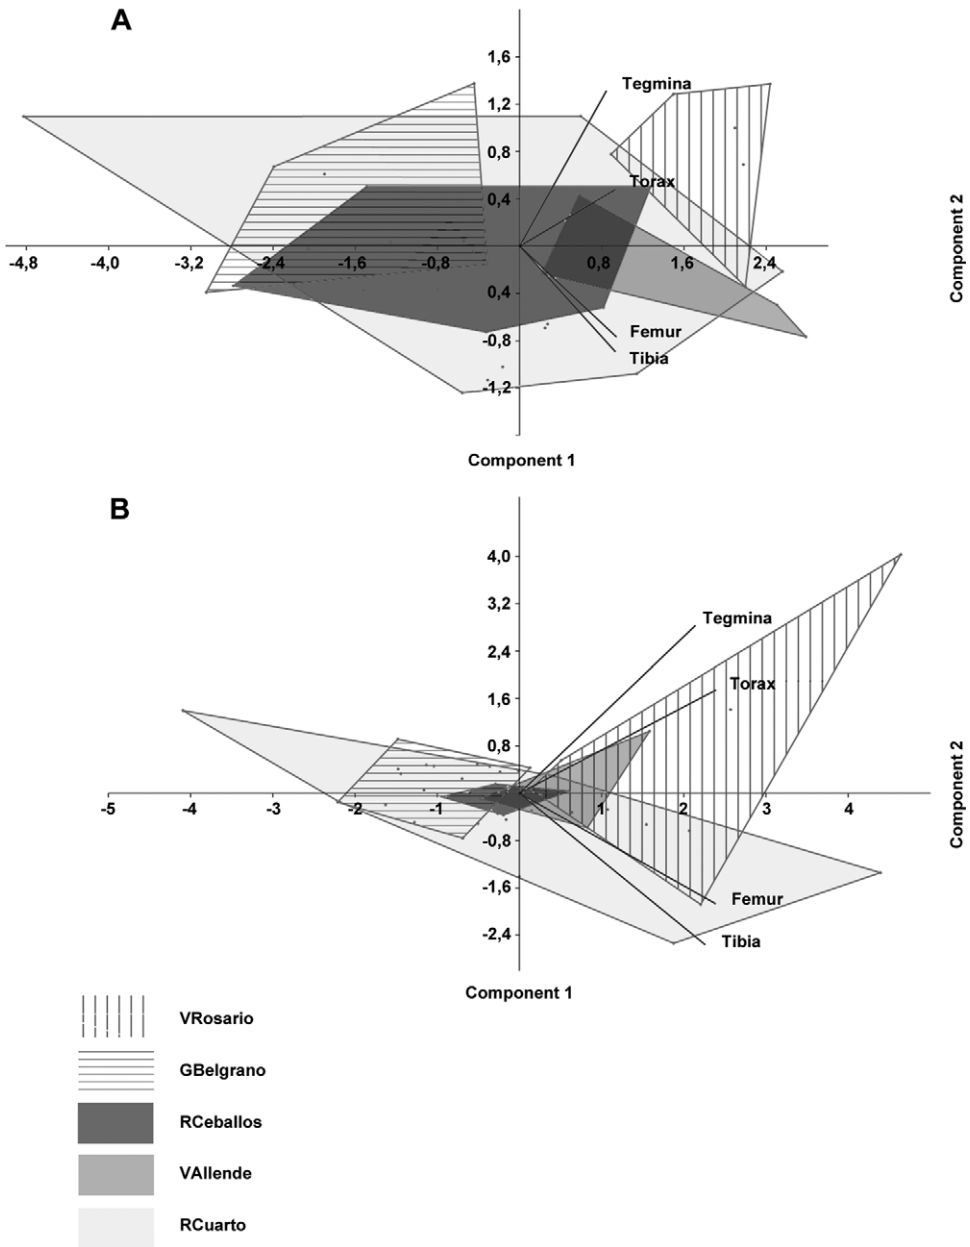 A
1,6
Tegmina
1,2
0,8
Torax
0,4
-4,8 -4,0 -3,2 -2,4 -1,6 -0,8 0,8 1,6 2,4
0,4
Femur
-0,8
Tibia
-1,2
Component 2
Component 1
B
4,0
3,2
Tegmina
2,4
Torax
1,6
0,8
-5 -4 -3 -2 -1 1 2 3 4
-0,8
-1,6
Femur
-2,4
Tibia
Component 2
Component 1
VRosario
GBelgrano
RCeballos
VAllende
RCuarto